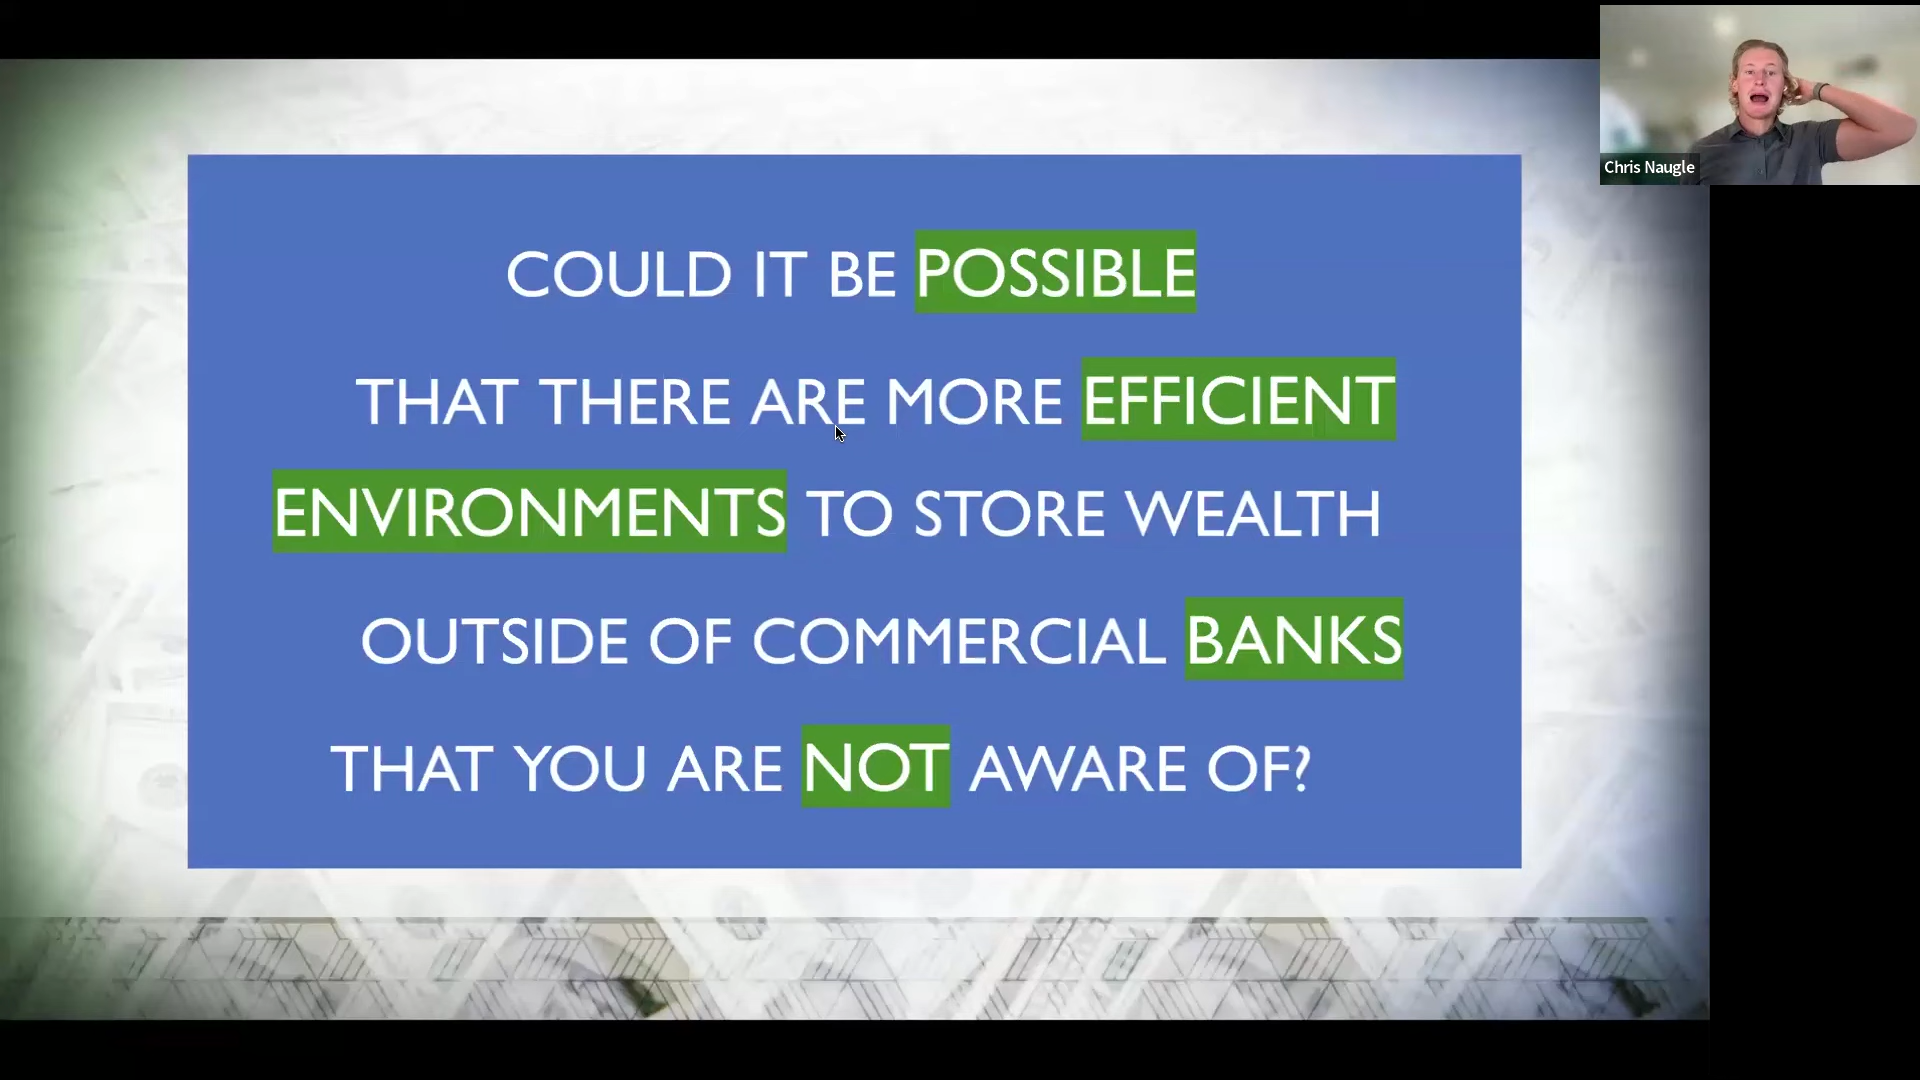 Chris Naugle
COULD IT BE POSSIBLE
THAT THERE ARE MORE EFFICIENT
ENVIRONMENTS TO STORE WEALTH
OUTSIDE OF COMMERCIAL BANKS
THAT YOU ARE NOT AWARE OF?